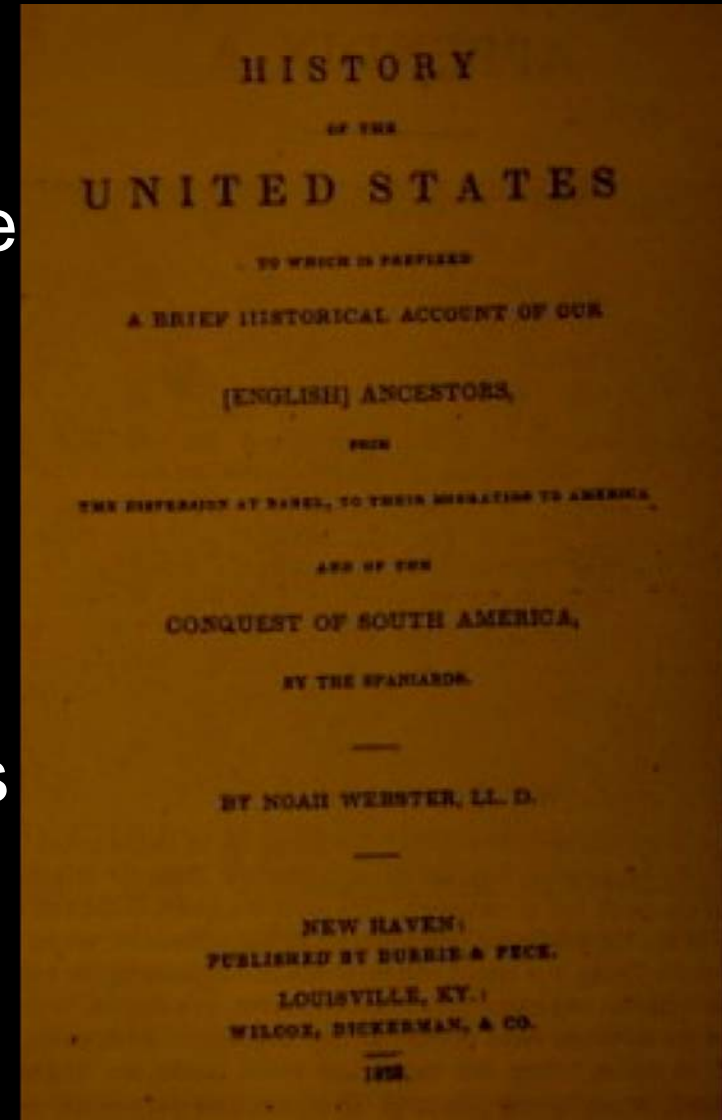 HISTORY
OF THE
UNITED STATES
TO WHICH IS PREFIXED
A BRIEF HISTORICAL ACCOUNT OF OUR
[ENGLISH] ANCESTORS,
FROM
THE DISPERSION AT BABEL, TO THEIR MIGRATION TO AMERICA
AND OF THE
CONQUEST OF SOUTH AMERICA,
BY THE SPANIARDS.
BY NOAH WEBSTER, LL. D.
NEW HAVEN:
PUBLISHED BY DURRIE & PECK.
LOUISVILLE, KY.:
WILCOX, DICKERMAN, & CO.
e
s